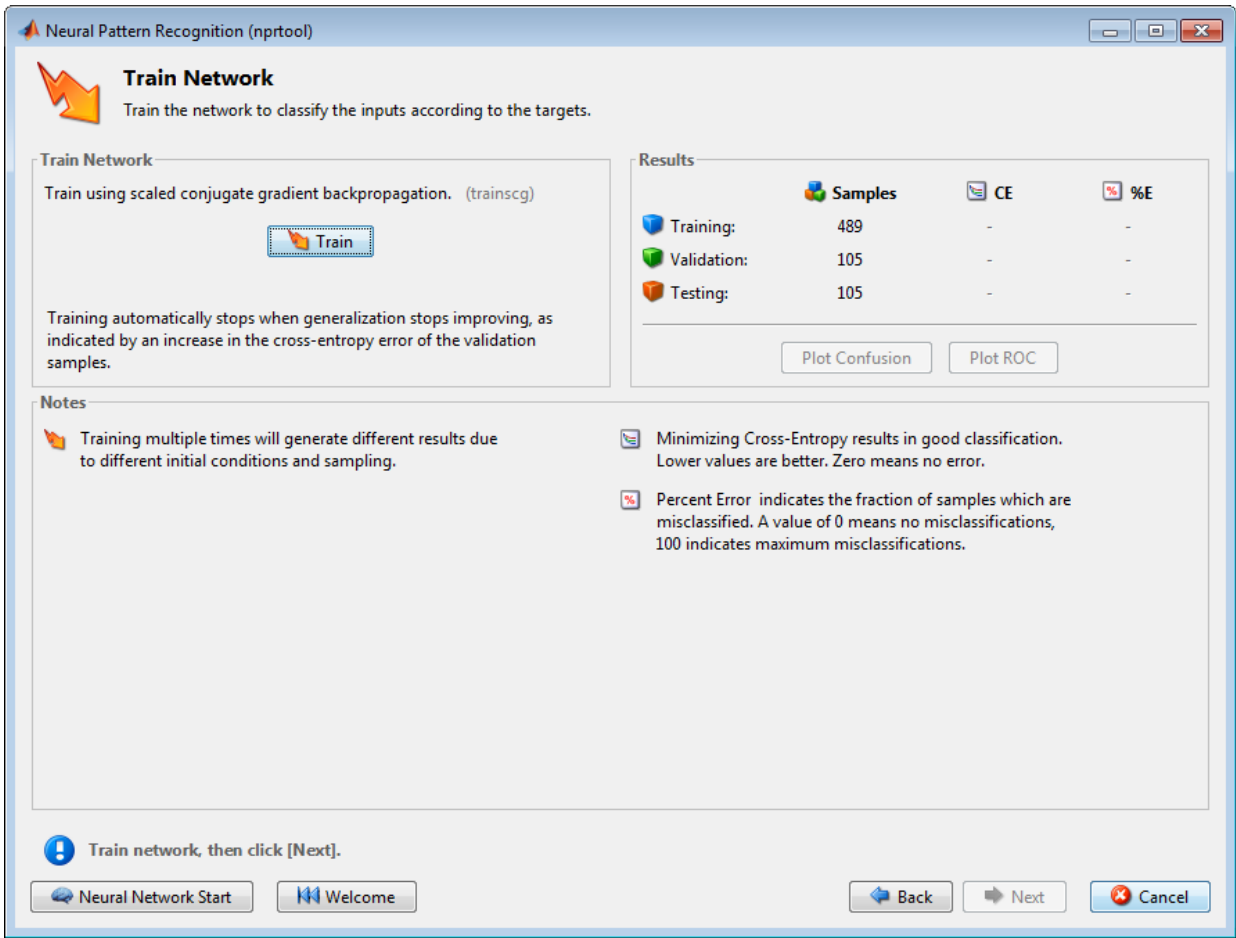 Neural Pattern Recognition (nprtool)
Train Network
Train the network to classify the inputs according to the targets.
Train Network
Train using scaled conjugate gradient backpropagation. (trainscg)
Train
Training automatically stops when generalization stops improving, as
indicated by an increase in the cross-entropy error of the validation
samples.
Results
Samples CE %E
Training: 489 - -
Validation: 105 - -
Testing: 105 - -
Plot Confusion Plot ROC
Notes
Training multiple times will generate different results due
to different initial conditions and sampling.
Minimizing Cross-Entropy results in good classification.
Lower values are better. Zero means no error.
Percent Error indicates the fraction of samples which are
misclassified. A value of 0 means no misclassifications,
100 indicates maximum misclassifications.
Train network, then click [Next].
Neural Network Start Welcome Back Next Cancel